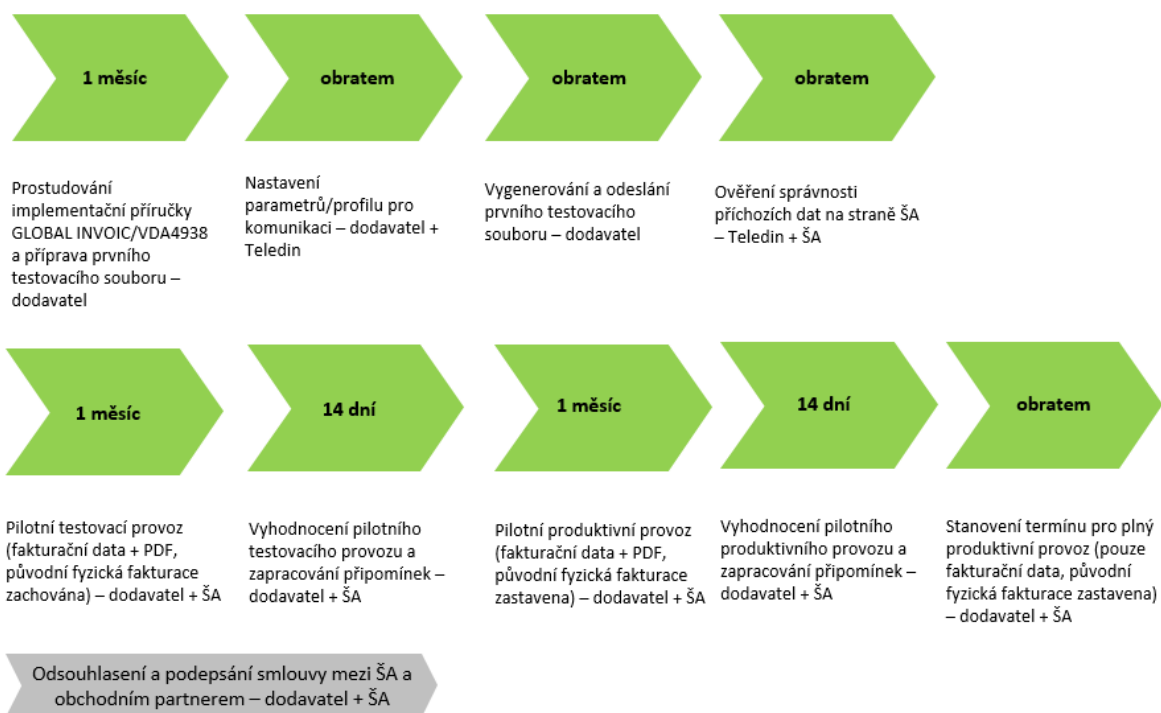 1 měsíc
obratem
obratem
obratem
Prostudování
implementační příručky
GLOBAL INVOIC/VDA4938
a příprava prvního
testovacího souboru –
dodavatel
Nastavení
parametrů/profilu pro
komunikaci – dodavatel +
Teledin
Vygenerování a odeslání
prvního testovacího
souboru – dodavatel
Ověření správnosti
příchozích dat na straně ŠA
– Teledin + ŠA
1 měsíc
14 dní
1 měsíc
14 dní
obratem
Pilotní testovací provoz
(fakturační data + PDF,
původní fyzická fakturace
zachována) – dodavatel + ŠA
Vyhodnocení pilotního
testovacího provozu a
zapracování připomínek –
dodavatel + ŠA
Pilotní produktivní provoz
(fakturační data + PDF,
původní fyzická fakturace
zastavena) – dodavatel + ŠA
Vyhodnocení pilotního
produktivního provozu a
zapracování připomínek –
dodavatel + ŠA
Stanovení termínu pro plný
produktivní provoz (pouze
fakturační data, původní
fyzická fakturace zastavena)
– dodavatel + ŠA
Odsouhlasení a podepsání smlouvy mezi ŠA a
obchodním partnerem – dodavatel + ŠA